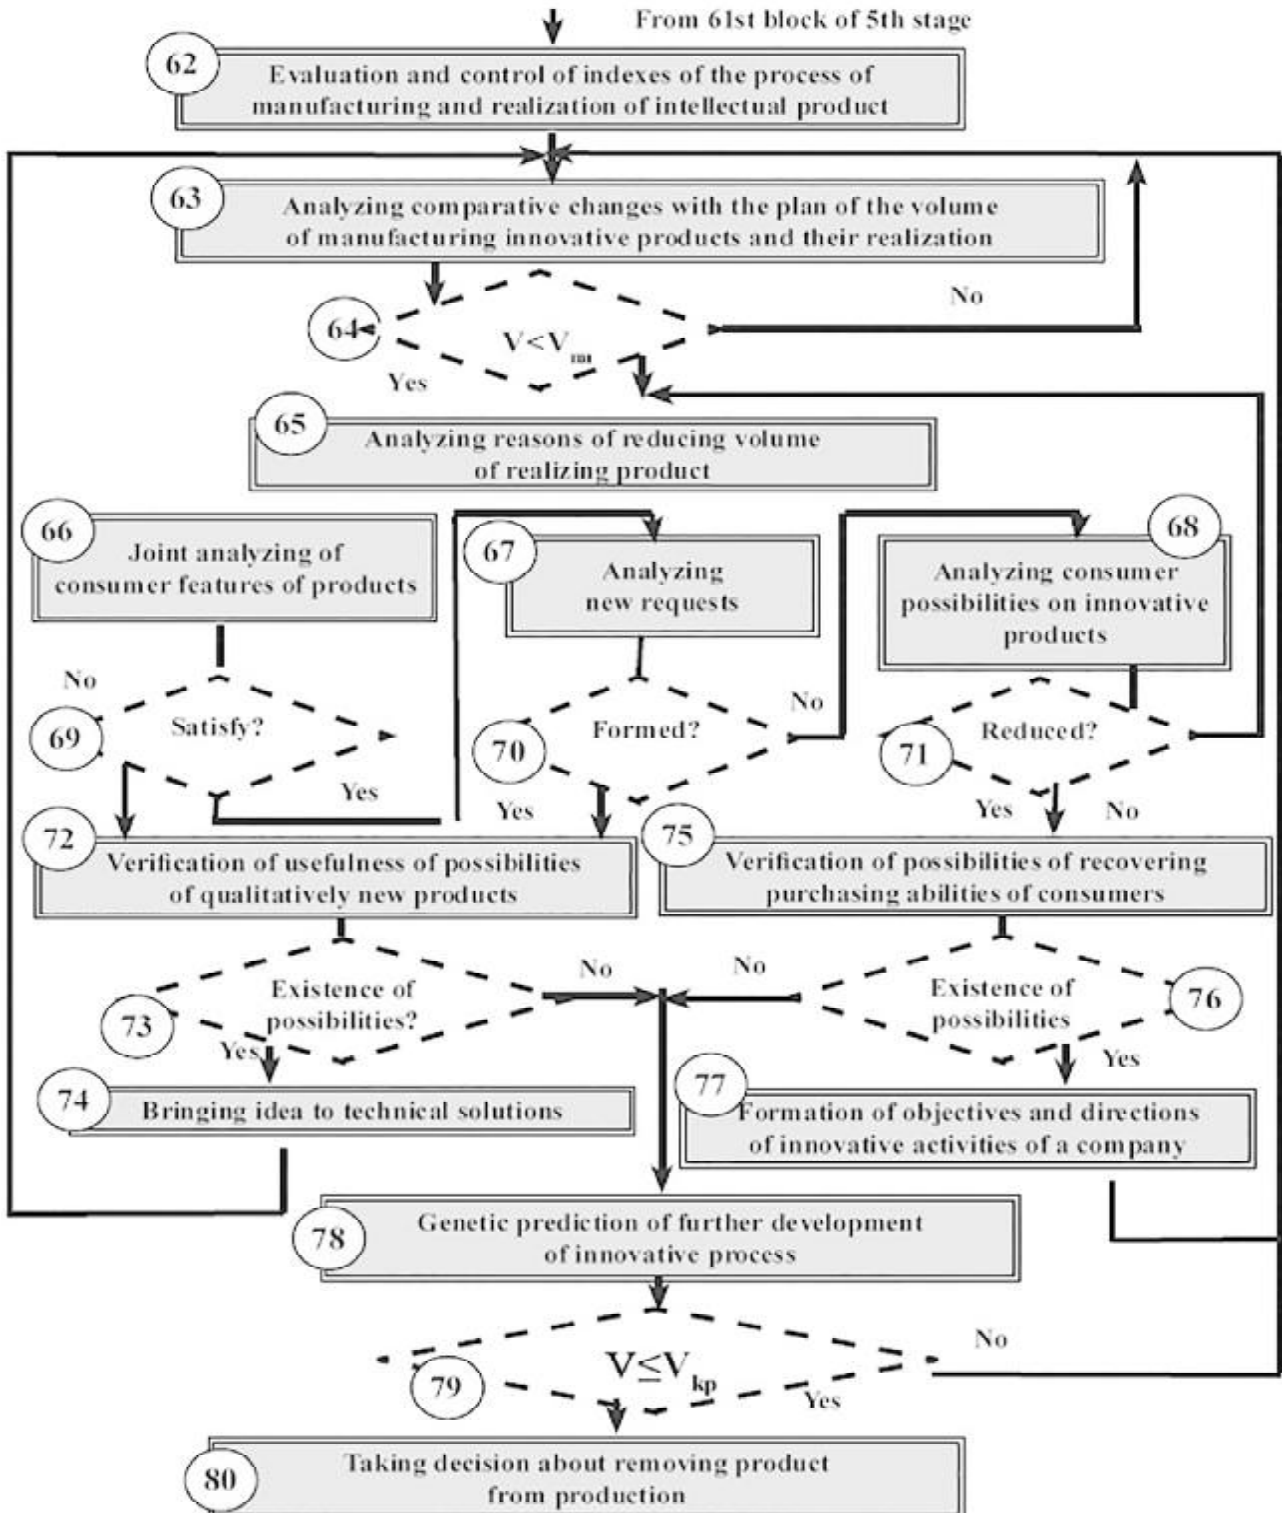 From 61st block of 5th stage
62
Evaluation and control of indexes of the process of
manufacturing and realization of intellectual product
63
Analyzing comparative changes with the plan of the volume
of manufacturing innovative products and their realization
No
64
V<V
Yes
65
Analyzing reasons of reducing volume
of realizing product
66
Joint analyzing of
consumer features of products
67
Analyzing
new requests
68
Analyzing consumer
possibilities on innovative
products
No
69
Satisfy?
Yes
70
Formed?
No
Yes
71
Reduced?
Yes
No
72
Verification of usefulness of possibilities
of qualitatively new products
75
Verification of possibilities of recovering
purchasing abilities of consumers
73
Existence of
possibilities?
No
Yes
No
Existence of
possibilities
76
Yes
74
Bringing idea to technical solutions
77
Formation of objectives and directions
of innovative activities of a company
78
Genetic prediction of further development
of innovative process
79
V≤Vkp
No
Yes
80
Taking decision about removing product
from production